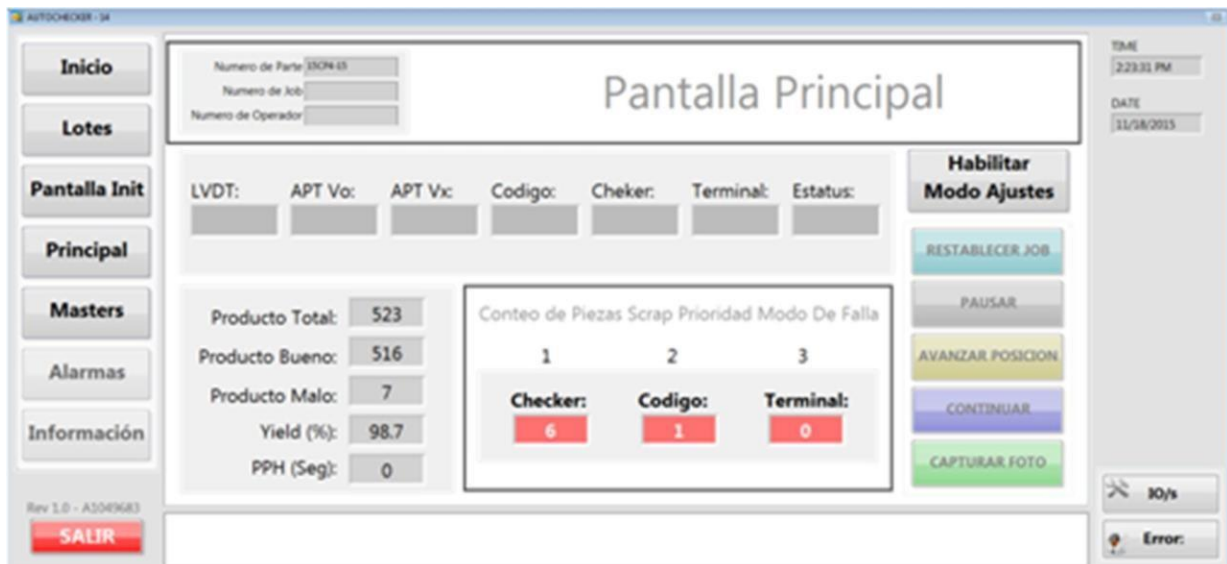 AUTOCHECKER - 14
Inicio
Lotes
Pantalla Init
Principal
Masters
Alarmas
Información
Rev 1.0 - A1049683
SALIR
Numero de Parte 15CP4-15
Numero de Job
Numero de Operador
Pantalla Principal
TIME
2:23:31 PM
DATE
11/18/2015
LVDT: APT Vo: APT Vx: Codigo: Cheker: Terminal: Estatus:
Habilitar
Modo Ajustes
RESTABLECER JOB
PAUSAR
AVANZAR POSICION
CONTINUAR
CAPTURAR FOTO
Producto Total: 523
Producto Bueno: 516
Producto Malo: 7
Yield (%): 98.7
PPH (Seg): 0
Conteo de Piezas Scrap Prioridad Modo De Falla
1 2 3
Checker: Codigo: Terminal:
6 1 0
IO/s
Error: